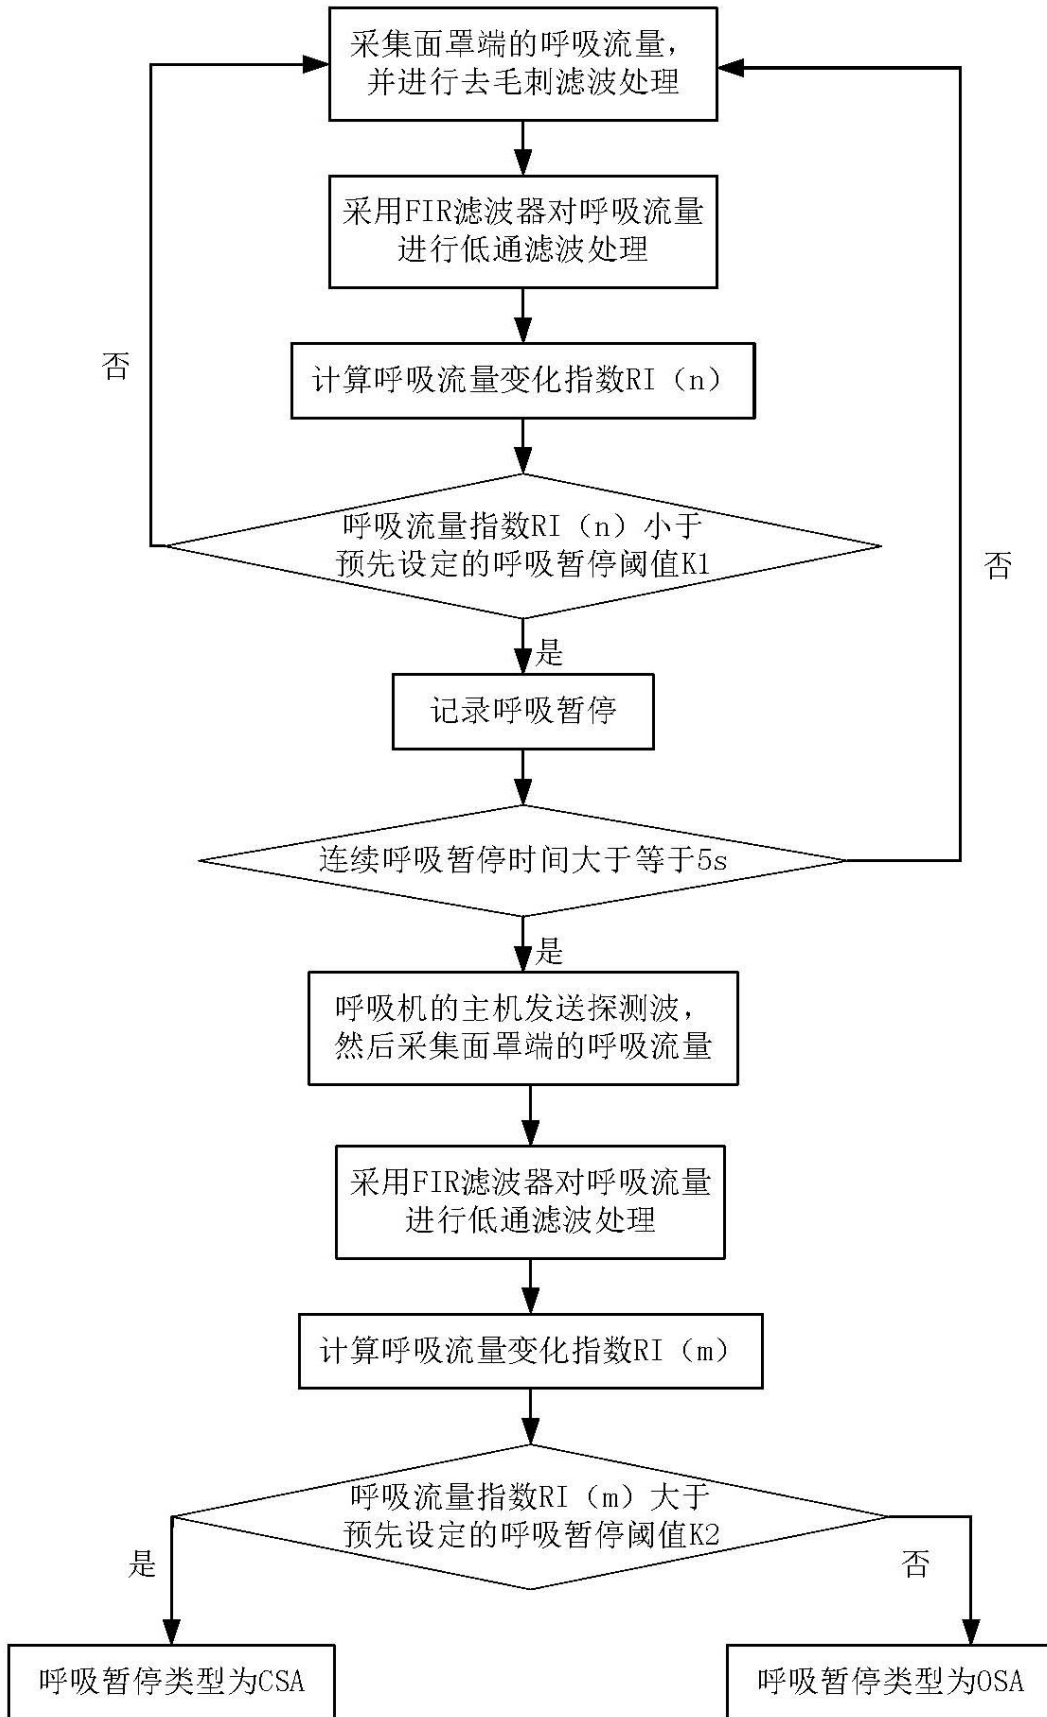 采集面罩端的呼吸流量，
并进行去毛刺滤波处理
采用FIR滤波器对呼吸流量
进行低通滤波处理
否
计算呼吸流量变化指数RI（n）
呼吸流量指数RI（n）小于
预先设定的呼吸暂停阈值K1
否
是
记录呼吸暂停
连续呼吸暂停时间大于等于5s
是
呼吸机的主机发送探测波，
然后采集面罩端的呼吸流量
采用FIR滤波器对呼吸流量
进行低通滤波处理
计算呼吸流量变化指数RI（m）
呼吸流量指数RI（m）大于
预先设定的呼吸暂停阈值K2
是
否
呼吸暂停类型为CSA
呼吸暂停类型为OSA